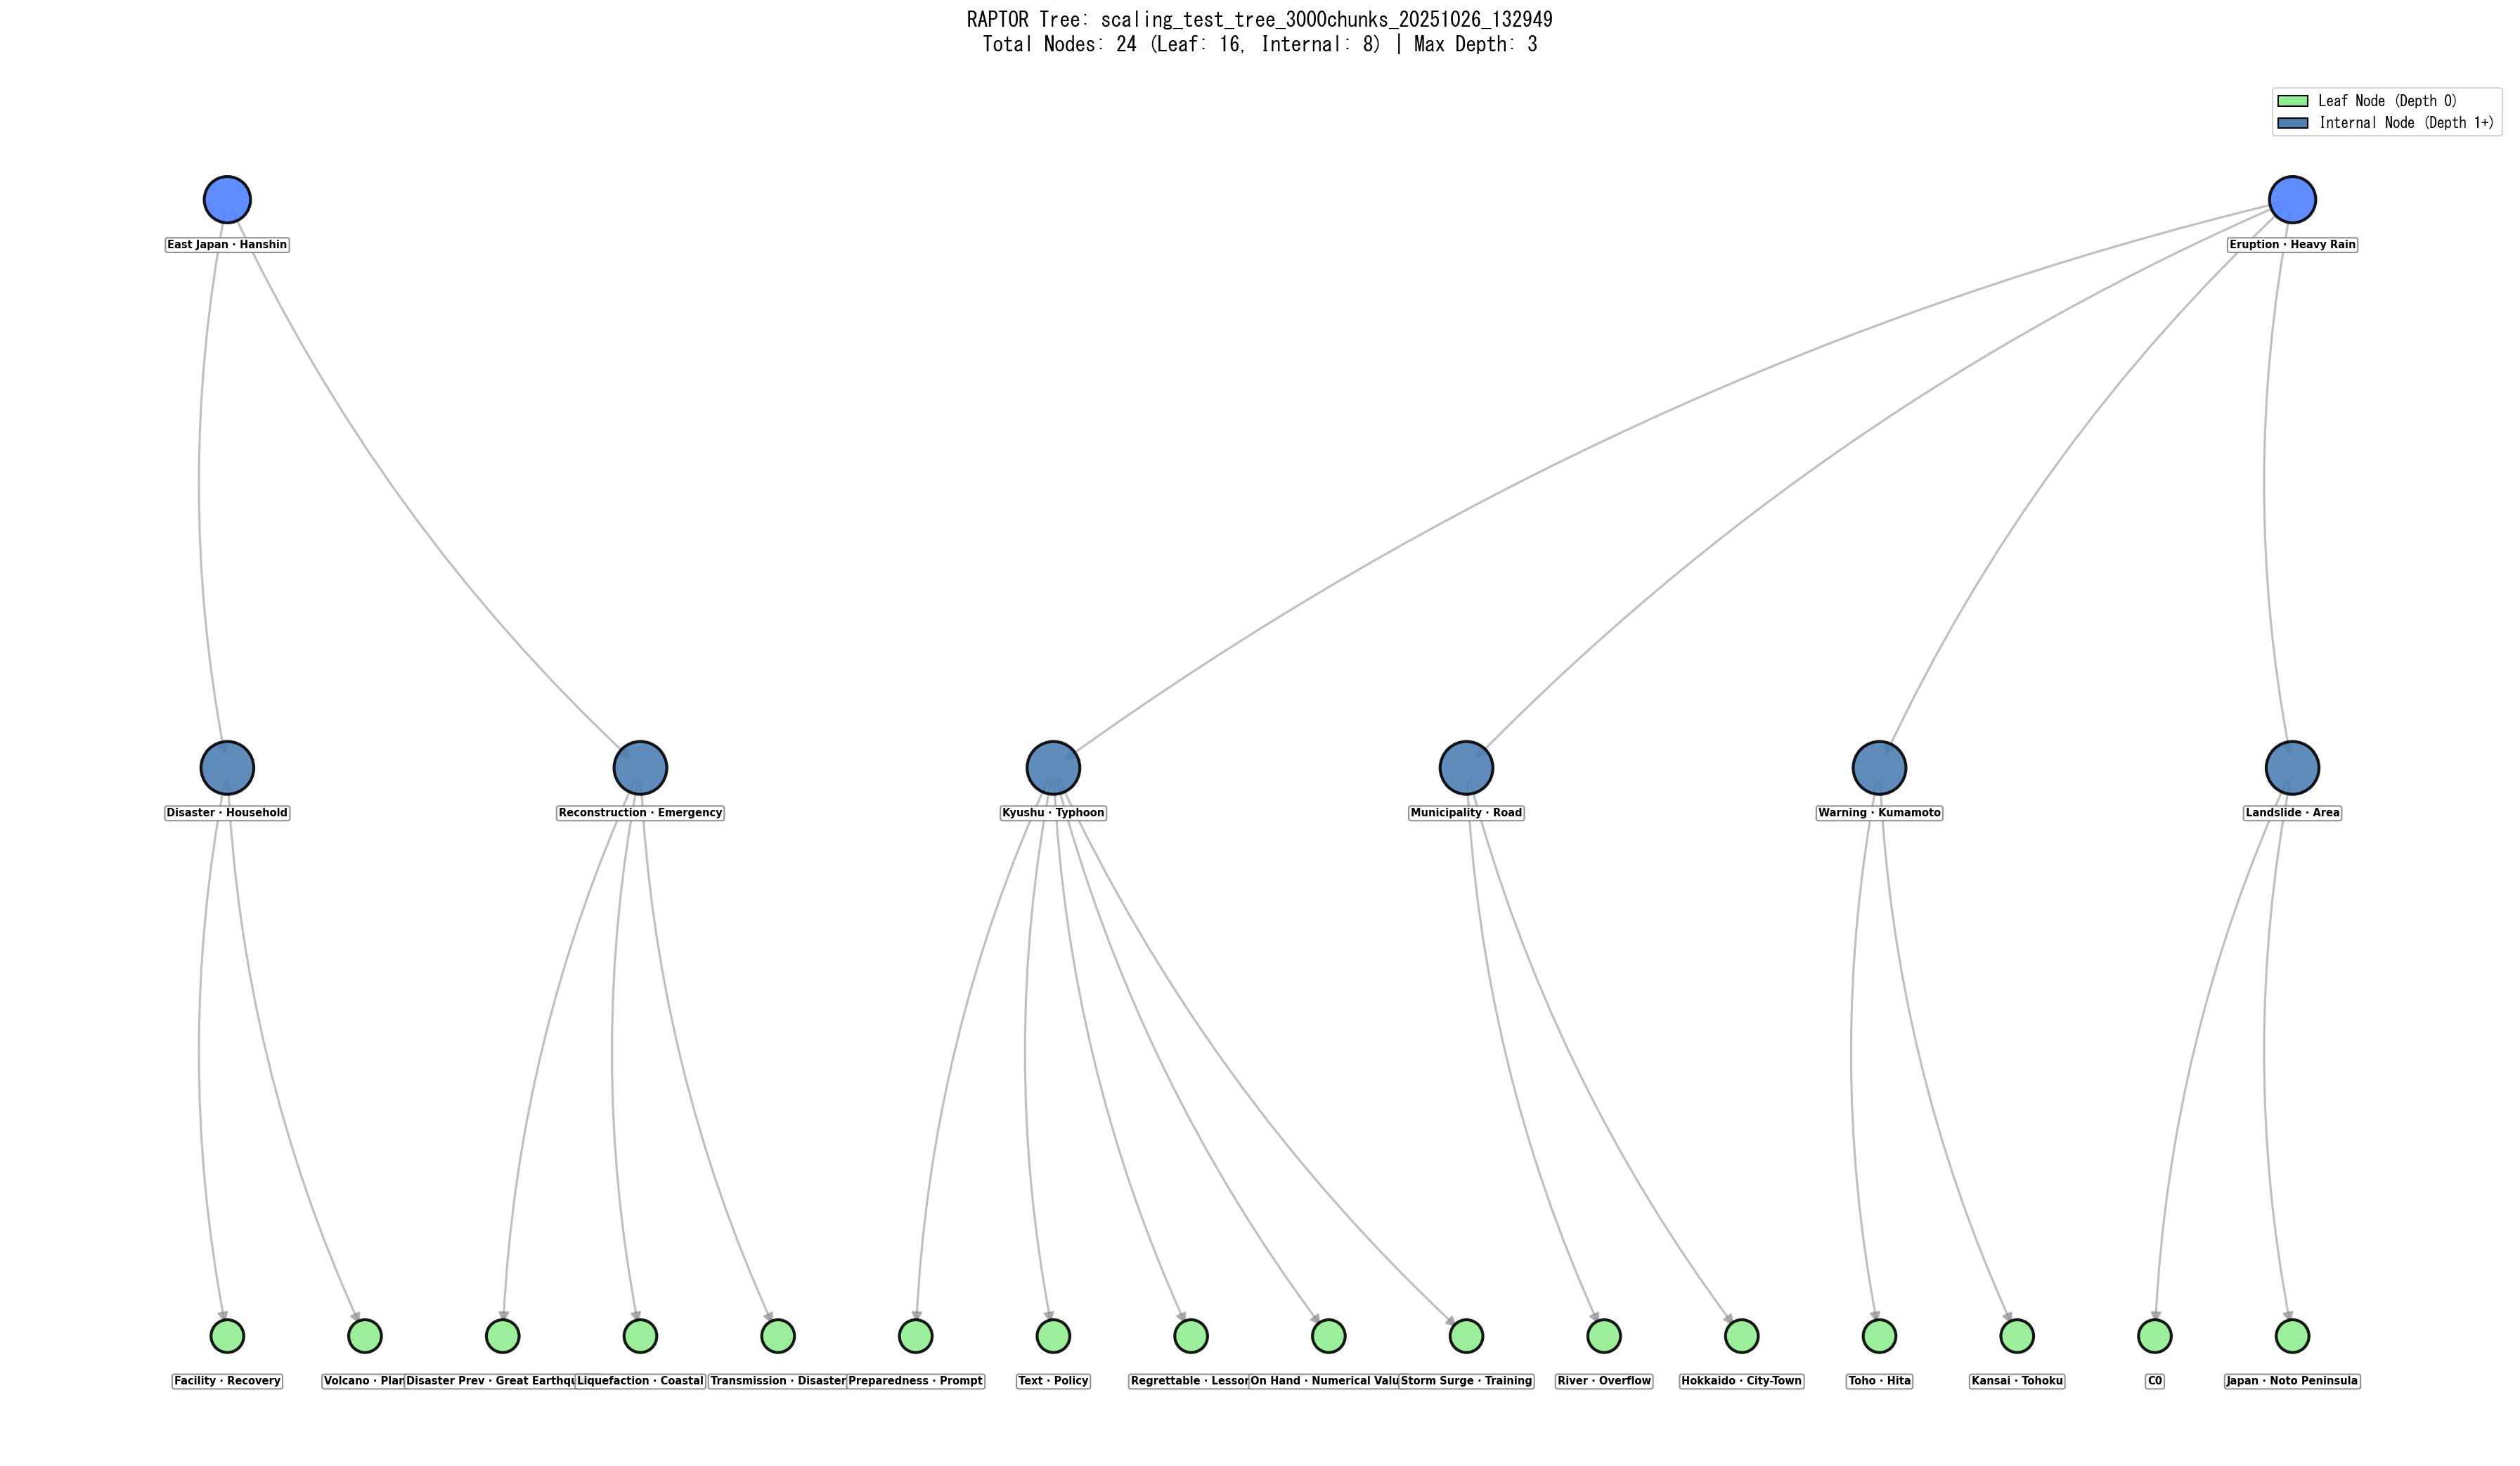 RAPTOR Tree: scaling_test_tree_3000chunks_20251026_132949
Total Nodes: 24 (Leaf: 16, Internal: 8) | Max Depth: 3
Leaf Node (Depth 0)
Internal Node (Depth 1+)
East Japan · Hanshin
Eruption · Heavy Rain
Disaster · Household
Reconstruction · Emergency
Kyushu · Typhoon
Municipality · Road
Warning · Kumamoto
Landslide · Area
Facility · Recovery
Volcano · Plan
Disaster Prev · Great Earthqu
Liquefaction · Coastal
Transmission · Disaster
Preparedness · Prompt
Text · Policy
Regrettable · Lesson
On Hand · Numerical Valu
Storm Surge · Training
River · Overflow
Hokkaido · City-Town
Toho · Hita
Kansai · Tohoku
C0
Japan · Noto Peninsula